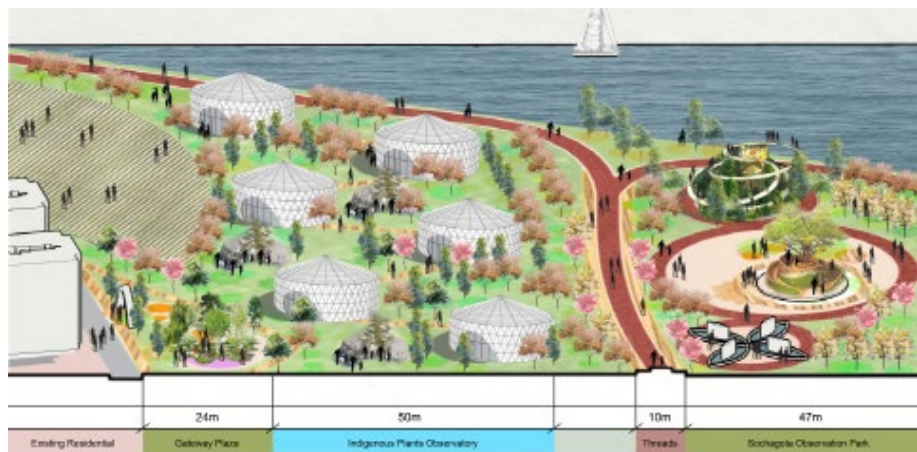 24m 50m 10m 47m
Existing Residential Gateway Plaza Indigenous Plants Observatory Threads Sochagota Observation Park